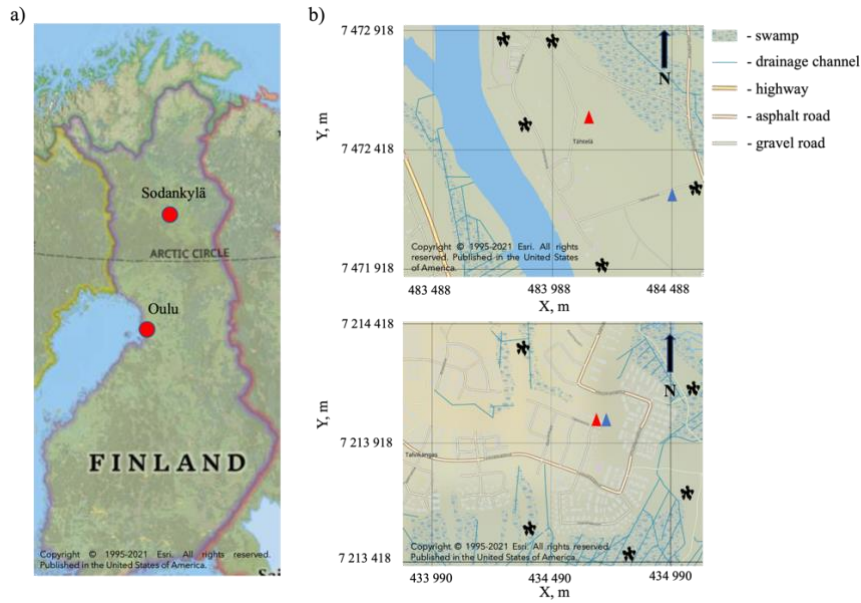 a)
Sodankylä
ARCTIC CIRCLE
Oulu
FINLAND
Copyright © 1995-2021 Esri. All rights reserved.
Published in the United States of America.
b)
7 472 918
7 472 418
7 471 918
Y, m
N
Tähtelä
Copyright © 1995-2021 Esri. All rights
reserved. Published in the United States
of America.
483 488
483 988
484 488
X, m
- swamp
- drainage channel
- highway
- asphalt road
- gravel road
7 214 418
7 213 918
7 213 418
Y, m
N
Talvikangas
Copyright © 1995-2021 Esri. All rights reserved.
Published in the United States of America.
433 990
434 490
434 990
X, m